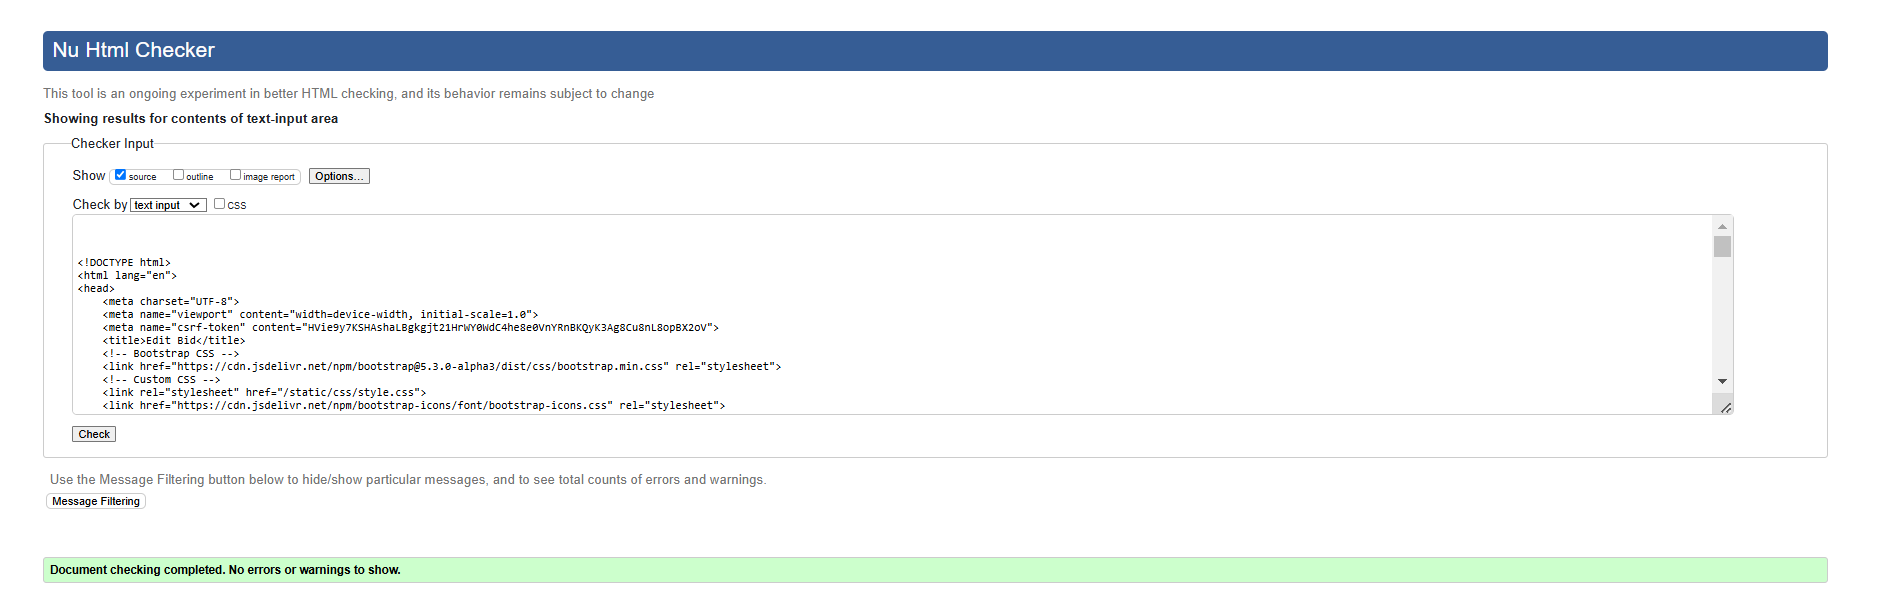 Nu Html Checker
This tool is an ongoing experiment in better HTML checking, and its behavior remains subject to change
Showing results for contents of text-input area
Checker Input
Show source outline image report Options...
Check by text input css
<!DOCTYPE html>
<html lang="en">
<head>
    <meta charset="UTF-8">
    <meta name="viewport" content="width=device-width, initial-scale=1.0">
    <meta name="csrf-token" content="HVie9y7KSHAshaLBgkgjt21HrWY0WdC4he8e0VnYRnBKQyK3Ag8Cu8nL8opBX2oV">
    <title>Edit Bid</title>
    <!-- Bootstrap CSS -->
    <link href="https://cdn.jsdelivr.net/npm/bootstrap@5.3.0-alpha3/dist/css/bootstrap.min.css" rel="stylesheet">
    <!-- Custom CSS -->
    <link rel="stylesheet" href="/static/css/style.css">
    <link href="https://cdn.jsdelivr.net/npm/bootstrap-icons/font/bootstrap-icons.css" rel="stylesheet">
Check
Use the Message Filtering button below to hide/show particular messages, and to see total counts of errors and warnings.
Message Filtering
Document checking completed. No errors or warnings to show.